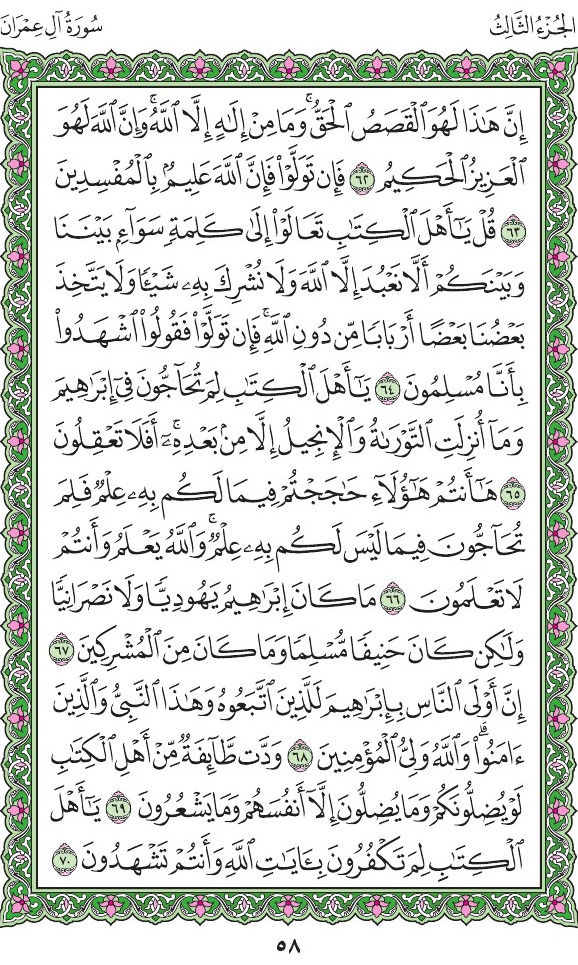 الجُزْءُ الثَّالِثُ سُورَةُ آلِ عِمْرَانَ
إِنَّ هَٰذَا لَهُوَ ٱلْقَصَصُ ٱلْحَقُّۚ وَمَا مِنْ إِلَٰهٍ إِلَّا ٱللَّهُۚ وَإِنَّ ٱللَّهَ لَهُوَ
ٱلْعَزِيزُ ٱلْحَكِيمُ ٦٢ فَإِن تَوَلَّوْا۟ فَإِنَّ ٱللَّهَ عَلِيمٌۢ بِٱلْمُفْسِدِينَ
٦٣ قُلْ يَٰٓأَهْلَ ٱلْكِتَٰبِ تَعَالَوْا۟ إِلَىٰ كَلِمَةٍ سَوَآءٍۭ بَيْنَنَا
وَبَيْنَكُمْ أَلَّا نَعْبُدَ إِلَّا ٱللَّهَ وَلَا نُشْرِكَ بِهِۦ شَيْـًٔا وَلَا يَتَّخِذَ
بَعْضُنَا بَعْضًا أَرْبَابًا مِّن دُونِ ٱللَّهِۚ فَإِن تَوَلَّوْا۟ فَقُولُوا۟ ٱشْهَدُوا۟
بِأَنَّا مُسْلِمُونَ ٦٤ يَٰٓأَهْلَ ٱلْكِتَٰبِ لِمَ تُحَآجُّونَ فِىٓ إِبْرَٰهِيمَ
وَمَآ أُنزِلَتِ ٱلتَّوْرَىٰةُ وَٱلْإِنجِيلُ إِلَّا مِنۢ بَعْدِهِۦٓۚ أَفَلَا تَعْقِلُونَ
٦٥ هَٰٓأَنتُمْ هَٰٓؤُلَآءِ حَٰجَجْتُمْ فِيمَا لَكُم بِهِۦ عِلْمٌ فَلِمَ
تُحَآجُّونَ فِيمَا لَيْسَ لَكُم بِهِۦ عِلْمٌۚ وَٱللَّهُ يَعْلَمُ وَأَنتُمْ
لَا تَعْلَمُونَ ٦٦ مَا كَانَ إِبْرَٰهِيمُ يَهُودِيًّا وَلَا نَصْرَانِيًّا
وَلَٰكِن كَانَ حَنِيفًا مُّسْلِمًا وَمَا كَانَ مِنَ ٱلْمُشْرِكِينَ ٦٧
إِنَّ أَوْلَى ٱلنَّاسِ بِإِبْرَٰهِيمَ لَلَّذِينَ ٱتَّبَعُوهُ وَهَٰذَا ٱلنَّبِىُّ وَٱلَّذِينَ
ءَامَنُوا۟ۗ وَٱللَّهُ وَلِىُّ ٱلْمُؤْمِنِينَ ٦٨ وَدَّت طَّآئِفَةٌ مِّنْ أَهْلِ ٱلْكِتَٰبِ
لَوْ يُضِلُّونَكُمْ وَمَا يُضِلُّونَ إِلَّآ أَنفُسَهُمْ وَمَا يَشْعُرُونَ ٦٩ يَٰٓأَهْلَ
ٱلْكِتَٰبِ لِمَ تَكْفُرُونَ بِـَٔايَٰتِ ٱللَّهِ وَأَنتُمْ تَشْهَدُونَ ٧٠
٥٨